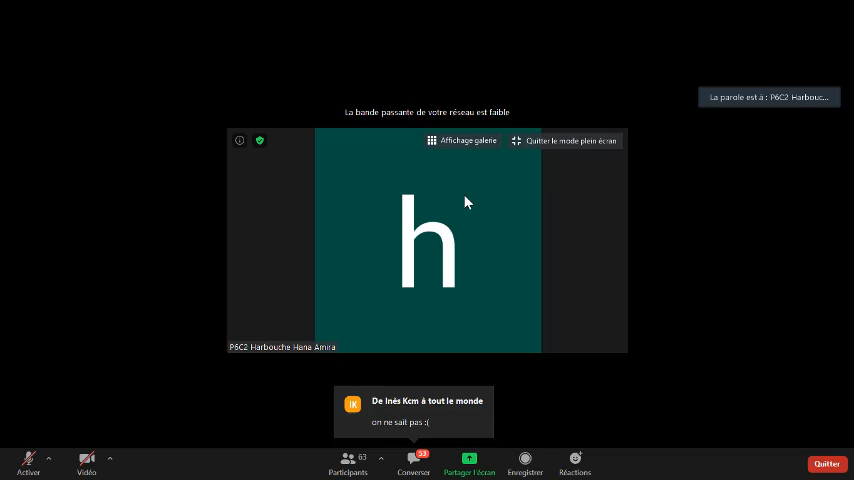 La parole est à : P6C2 Harbouc...
La bande passante de votre réseau est faible
Affichage galerie
Quitter le mode plein écran
h
P6C2 Harbouche Hana Amira
IK
De Inès Kcm à tout le monde
on ne sait pas :(
63
53
Activer
Vidéo
Participants
Converser
Partager l'écran
Enregistrer
Réactions
Quitter